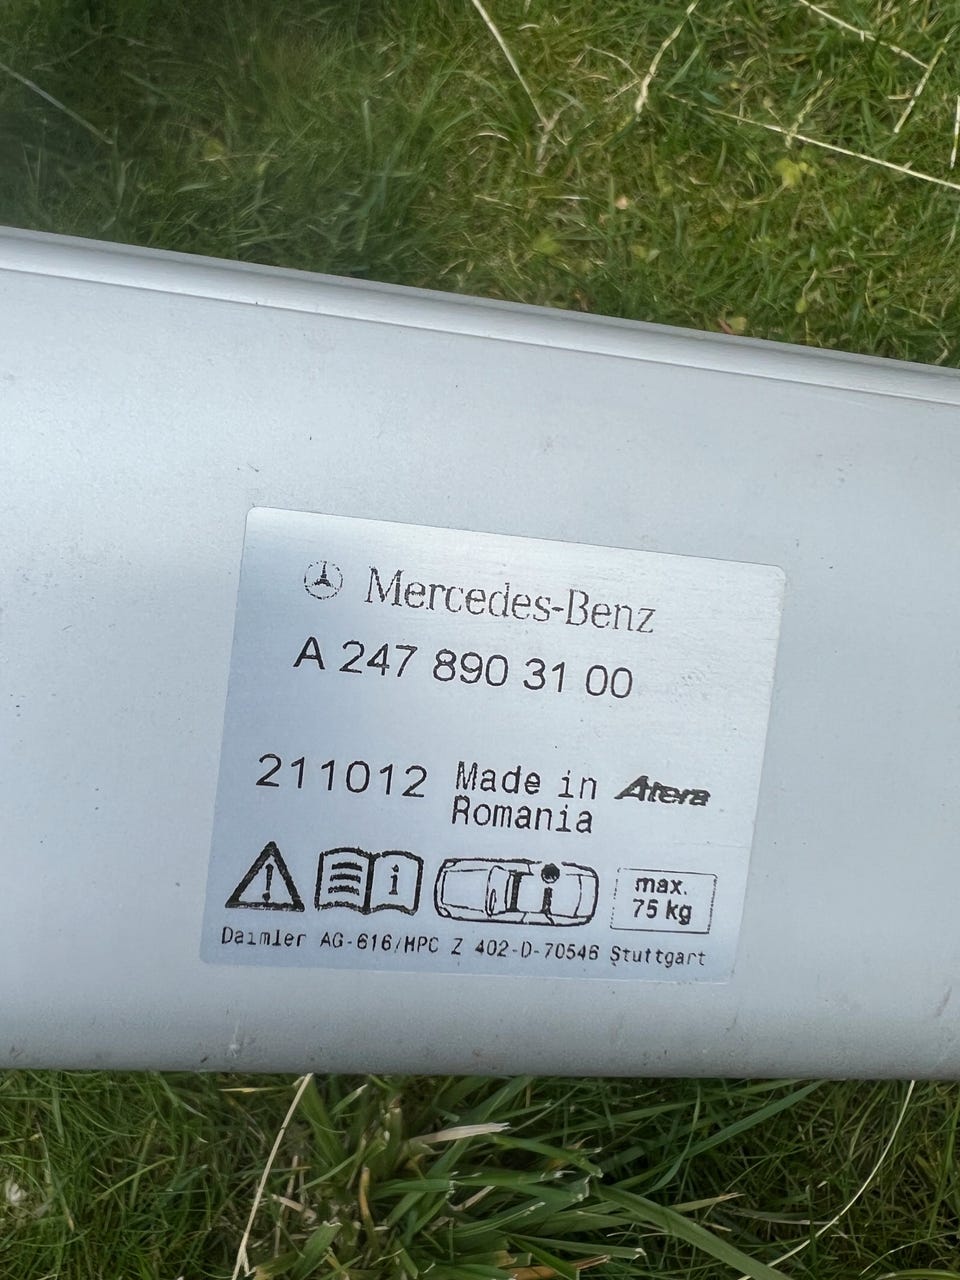 Mercedes-Benz
A 247 890 31 00
211012 Made in Atera
Romania
max.
75 kg
Daimler AG-616/HPC Z 402-D-70546 Stuttgart